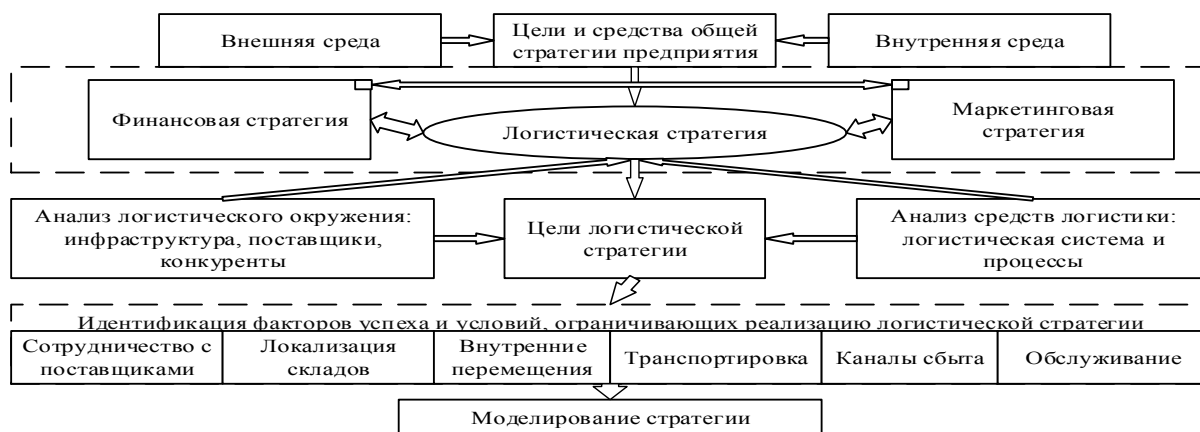 Внешняя среда
Цели и средства общей
стратегии предприятия
Внутренняя среда
Финансовая стратегия
Логистическая стратегия
Маркетинговая
стратегия
Анализ логистического окружения:
инфраструктура, поставщики,
конкуренты
Цели логистической
стратегии
Анализ средств логистики:
логистическая система и
процессы
Идентификация факторов успеха и условий, ограничивающих реализацию логистической стратегии
Сотрудничество с
поставщиками
Локализация
складов
Внутренние
перемещения
Транспортировка
Каналы сбыта
Обслуживание
Моделирование стратегии